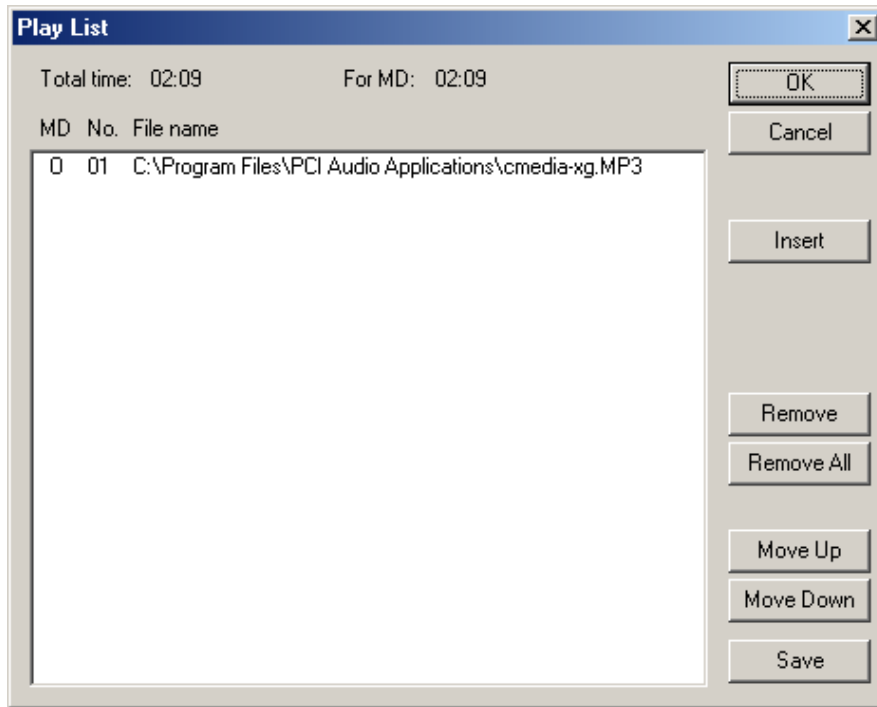 Play List
Total time: 02:09 For MD: 02:09
MD No. File name
O 01 C:\Program Files\PCI Audio Applications\cmedia-xg.MP3
OK
Cancel
Insert
Remove
Remove All
Move Up
Move Down
Save